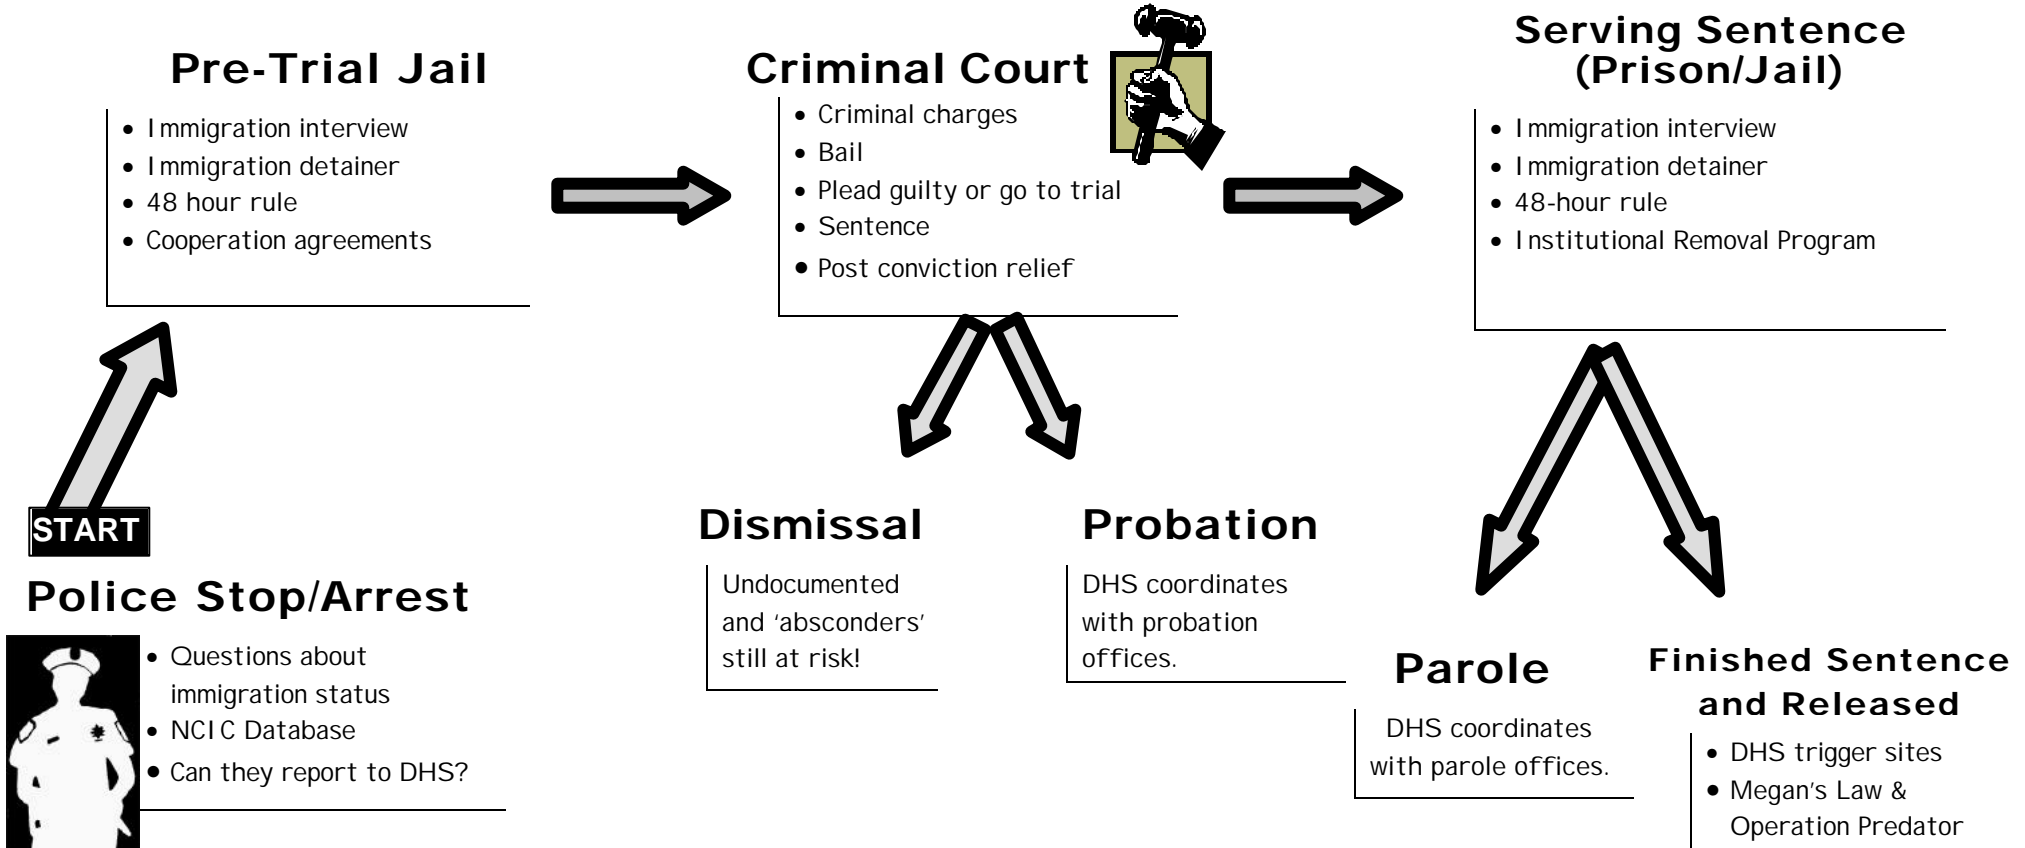 Pre-Trial Jail
• Immigration interview
• Immigration detainer
• 48 hour rule
• Cooperation agreements
Criminal Court
• Criminal charges
• Bail
• Plead guilty or go to trial
• Sentence
• Post conviction relief
Serving Sentence
(Prison/Jail)
• Immigration interview
• Immigration detainer
• 48-hour rule
• Institutional Removal Program
START
Police Stop/Arrest
• Questions about
immigration status
• NCIC Database
• Can they report to DHS?
Dismissal
Undocumented
and ‘absconders’
still at risk!
Probation
DHS coordinates
with probation
offices.
Parole
DHS coordinates
with parole offices.
Finished Sentence
and Released
• DHS trigger sites
• Megan’s Law &
Operation Predator